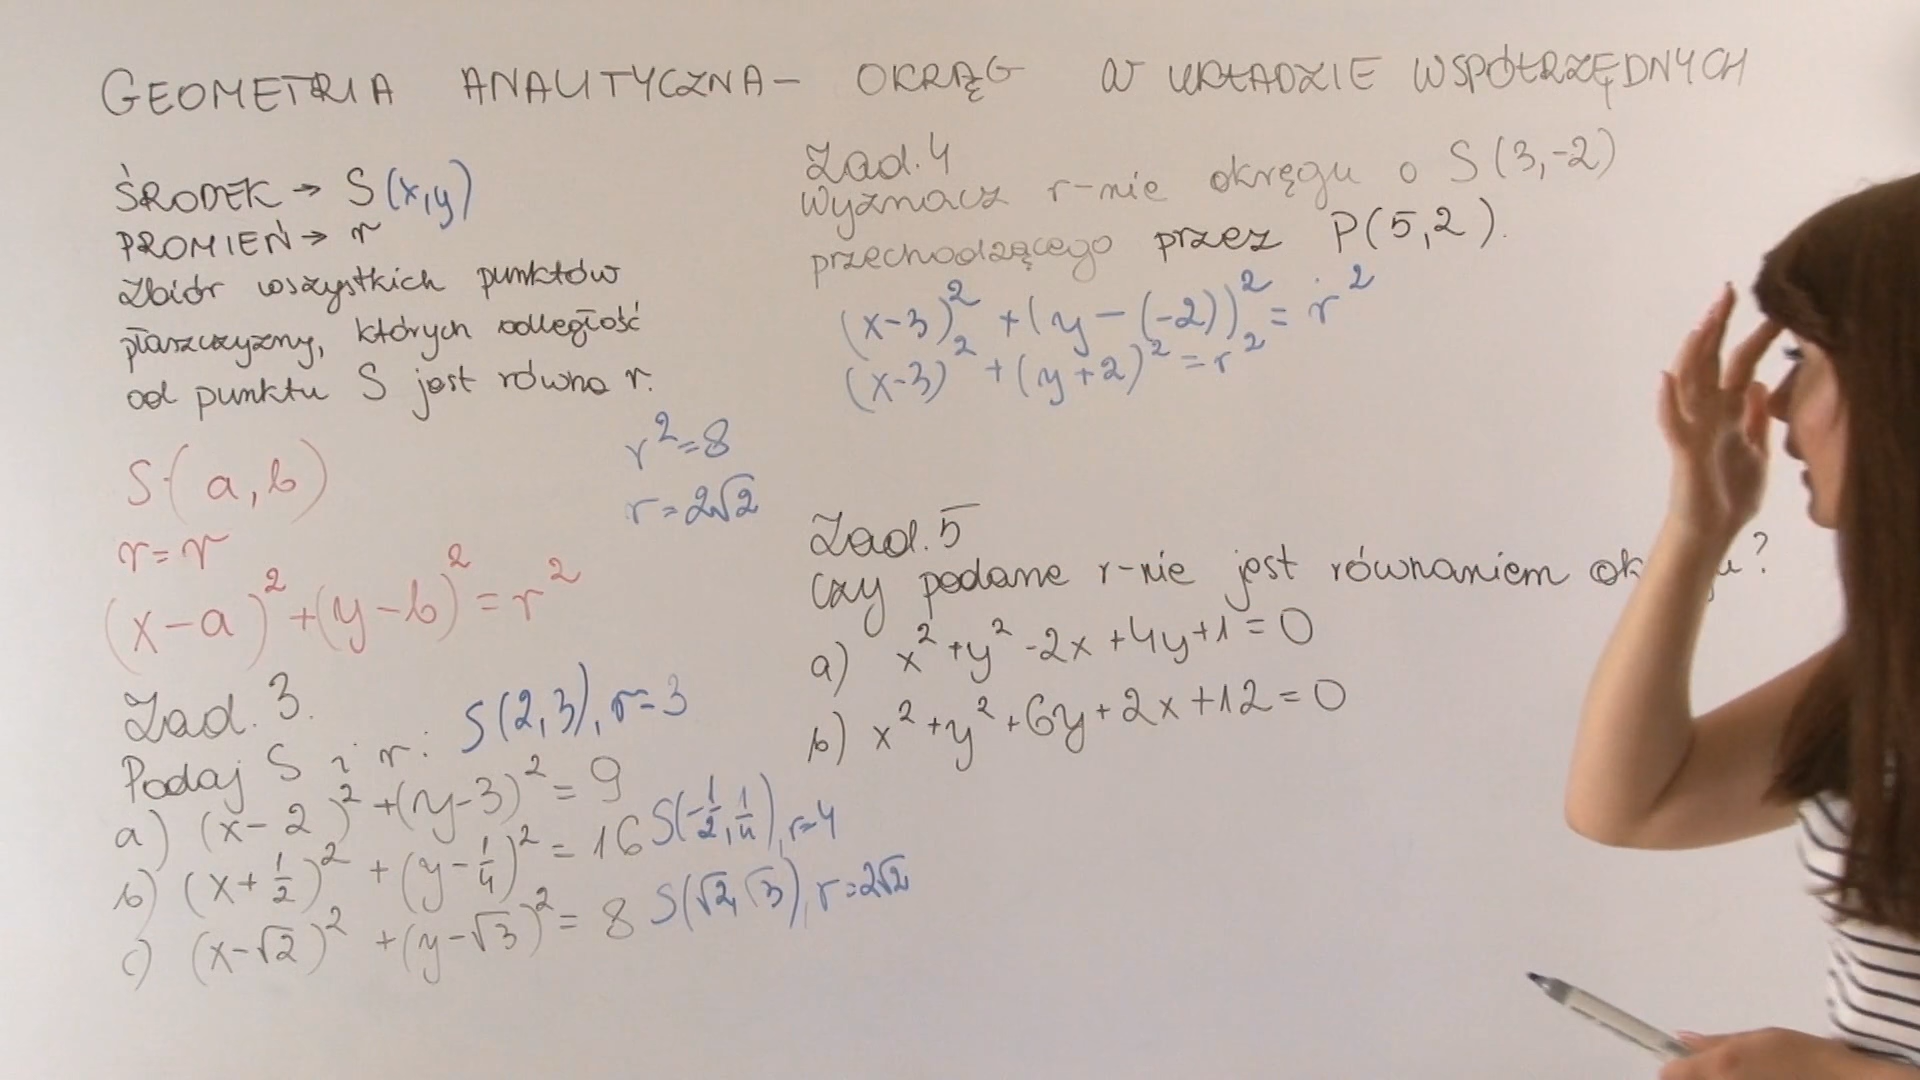 GEOMETRIA ANALITYCZNA – OKRĄG W UKŁADZIE WSPÓŁRZĘDNYCH
ŚRODEK → S(x,y)
PROMIEŃ → r
Zbiór wszystkich punktów
płaszczyzny, których odległość
od punktu S jest równa r.
S(a,b)
r=r
(x-a)²+(y-b)²=r²
r²=8
r=2√2
Zad. 3.
Podaj S i r: S(2,3), r=3
a) (x-2)²+(y-3)²=9
b) (x+1/2)²+(y-1/4)²=16 S(-1/2,1/4), r=4
c) (x-√2)²+(y-√3)²=8 S(√2,√3), r=2√2
Zad. 4
Wyznacz r-nie okręgu o S(3,-2)
przechodzącego przez P(5,2).
(x-3)²+(y-(-2))²=r²
(x-3)²+(y+2)²=r²
Zad. 5
Czy podane r-nie jest równaniem ?
a) x²+y²-2x+4y+1=0
b) x²+y²+6y+2x+12=0